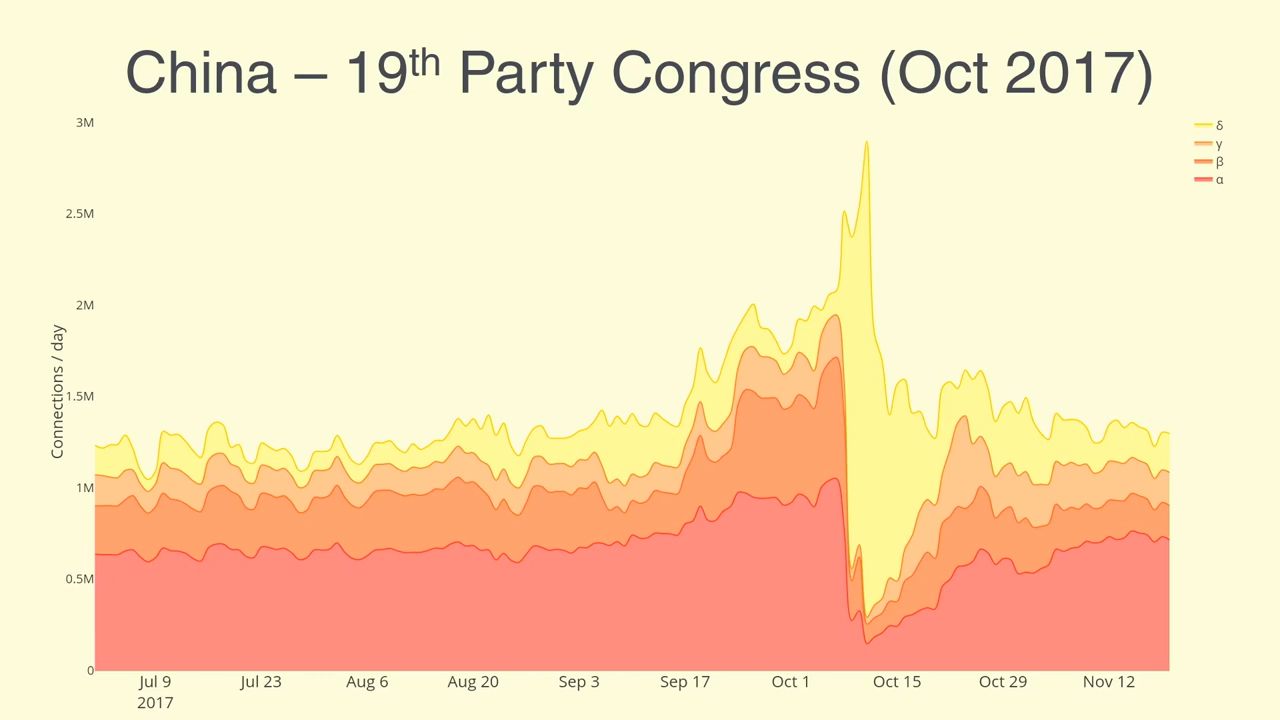 China – 19th Party Congress (Oct 2017)
3M
2.5M
2M
1.5M
1M
0.5M
0
Connections / day
Jul 9 Jul 23 Aug 6 Aug 20 Sep 3 Sep 17 Oct 1 Oct 15 Oct 29 Nov 12
2017
δ
γ
β
α